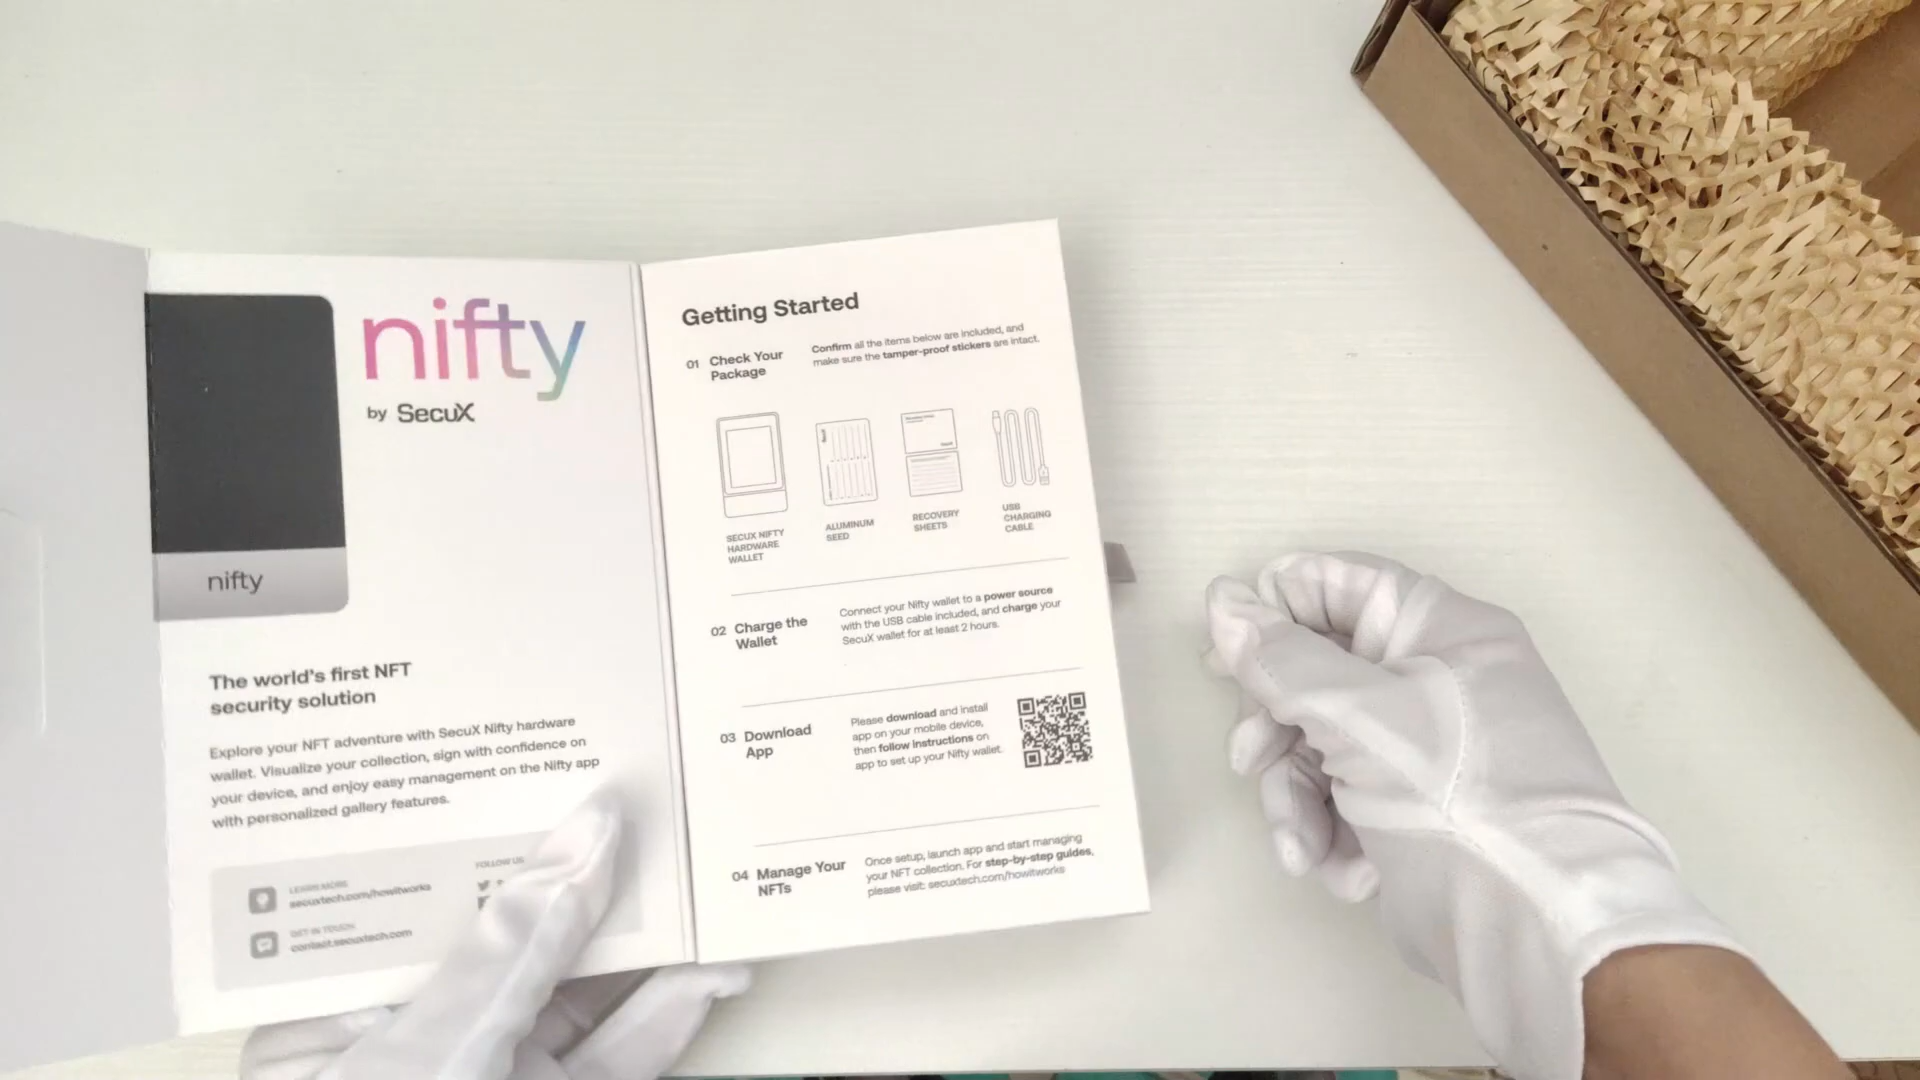 nifty
by SecuX
nifty
The world's first NFT
security solution
Explore your NFT adventure with SecuX Nifty hardware
wallet. Visualize your collection, sign with confidence on
your device, and enjoy easy management on the Nifty app
with personalized gallery features.
LEARN MORE
secuxtech.com/howitworks
GET IN TOUCH
contact.secuxtech.com
FOLLOW US
Getting Started
01 Check Your
Package
Confirm all the items below are included, and
make sure the tamper-proof stickers are intact.
SECUX NIFTY
HARDWARE
WALLET
ALUMINUM
SEED
RECOVERY
SHEETS
USB
CHARGING
CABLE
02 Charge the
Wallet
Connect your Nifty wallet to a power source
with the USB cable included, and charge your
SecuX wallet for at least 2 hours.
03 Download
App
Please download and install
app on your mobile device,
then follow instructions on
app to set up your Nifty wallet.
04 Manage Your
NFTs
Once setup, launch app and start managing
your NFT collection. For step-by-step guides,
please visit: secuxtech.com/howitworks